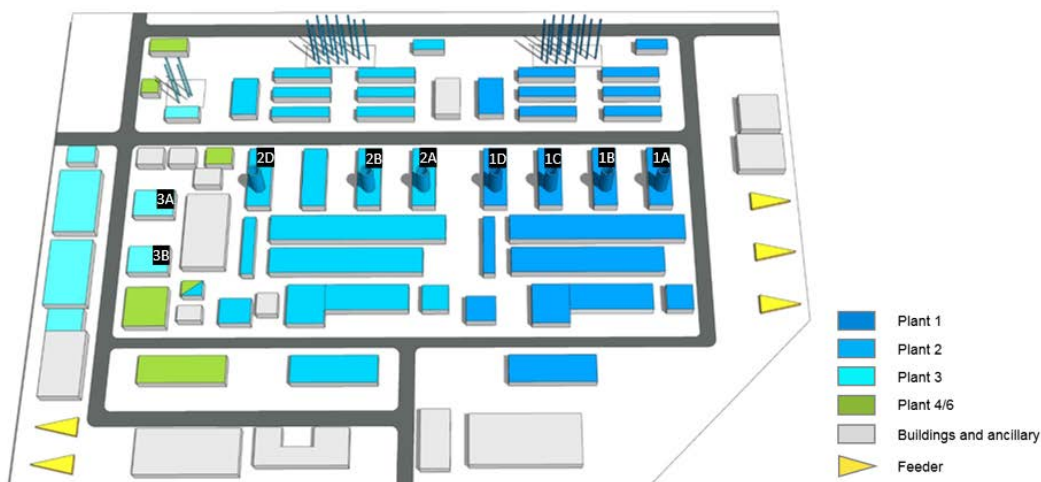 2D
2B
2A
1D
1C
1B
1A
3A
3B
Plant 1
Plant 2
Plant 3
Plant 4/6
Buildings and ancillary
Feeder